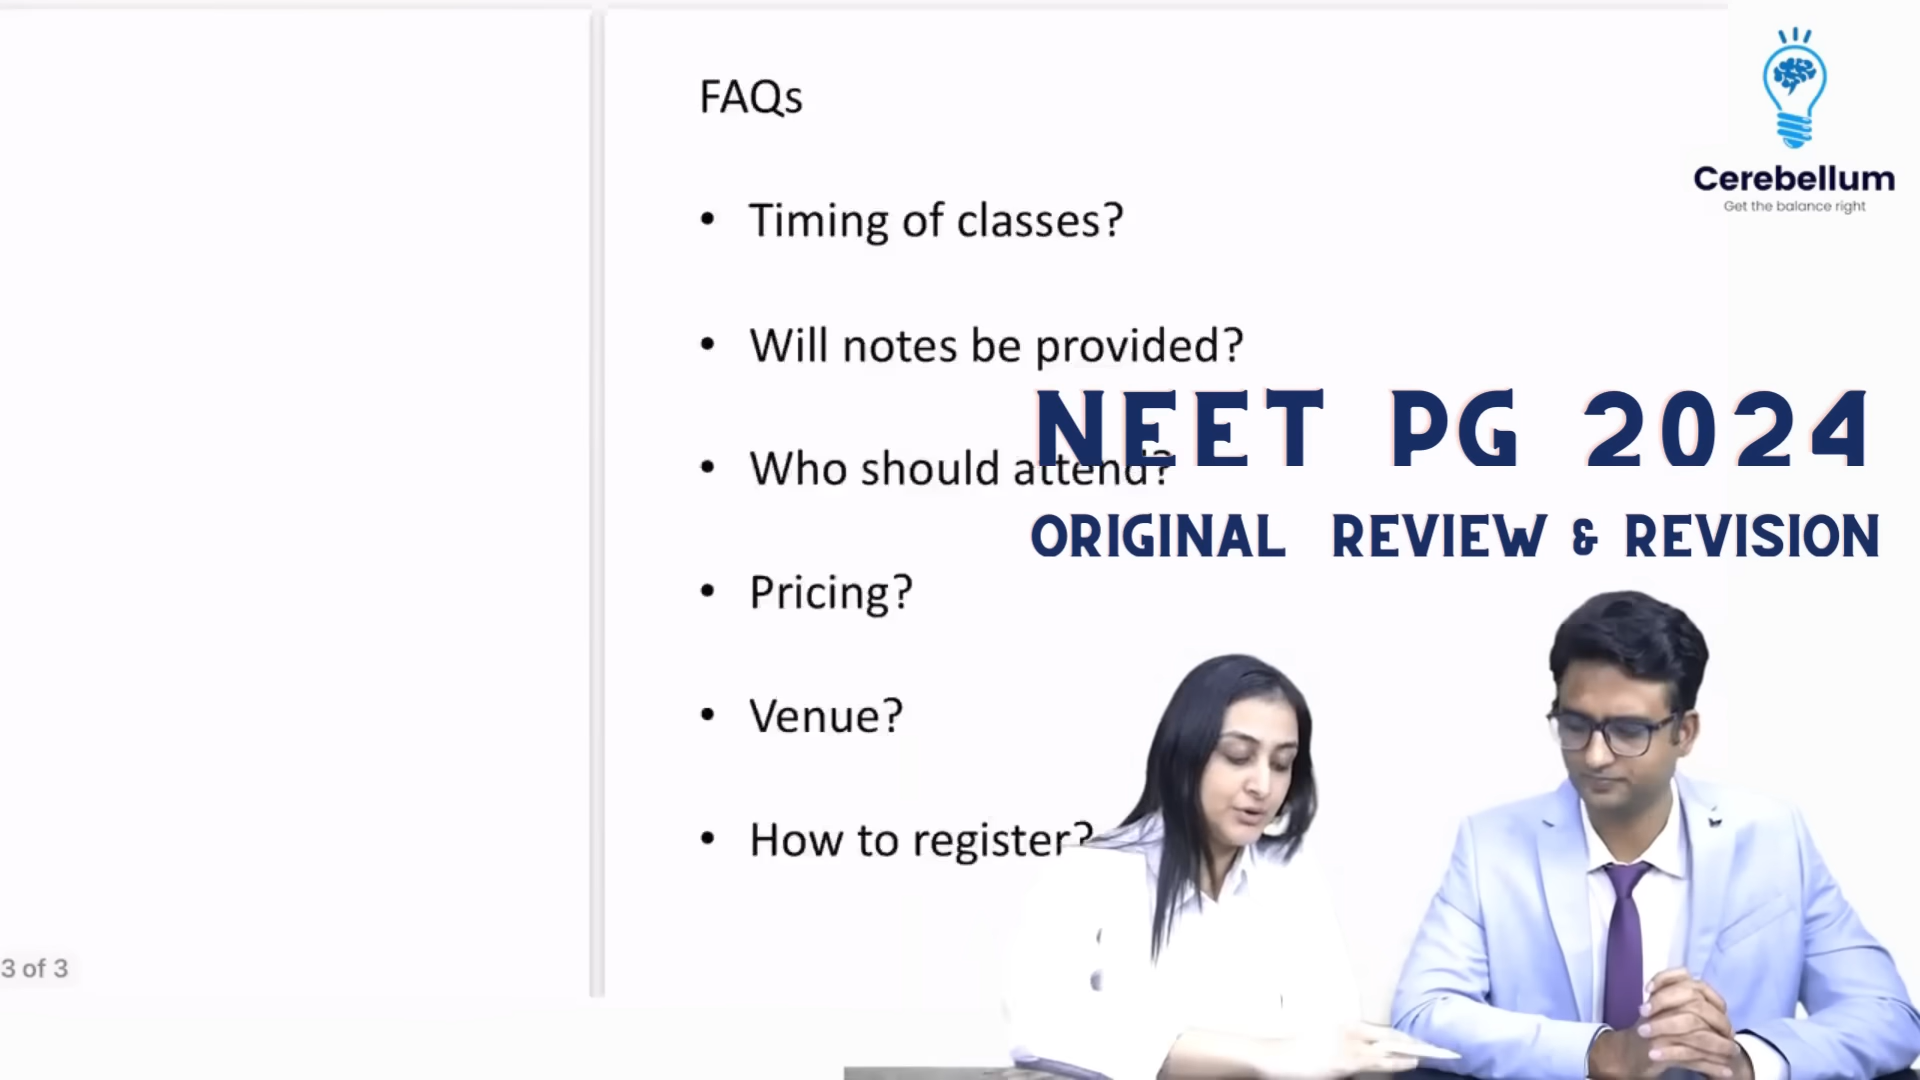 FAQs
• Timing of classes?
• Will notes be provided?
• Who should attend?
• Pricing?
• Venue?
• How to register?
3 of 3
Cerebellum
Get the balance right
NEET PG 2024
ORIGINAL REVIEW & REVISION